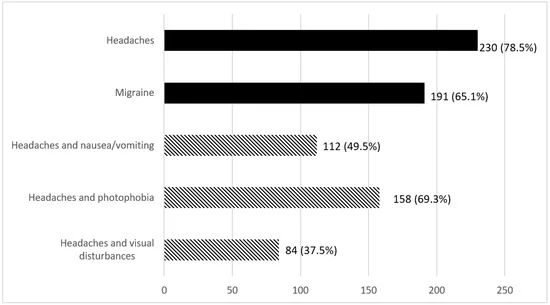 Headaches
230 (78.5%)
Migraine
191 (65.1%)
Headaches and nausea/vomiting
112 (49.5%)
Headaches and photophobia
158 (69.3%)
Headaches and visual
disturbances
84 (37.5%)
0 50 100 150 200 250